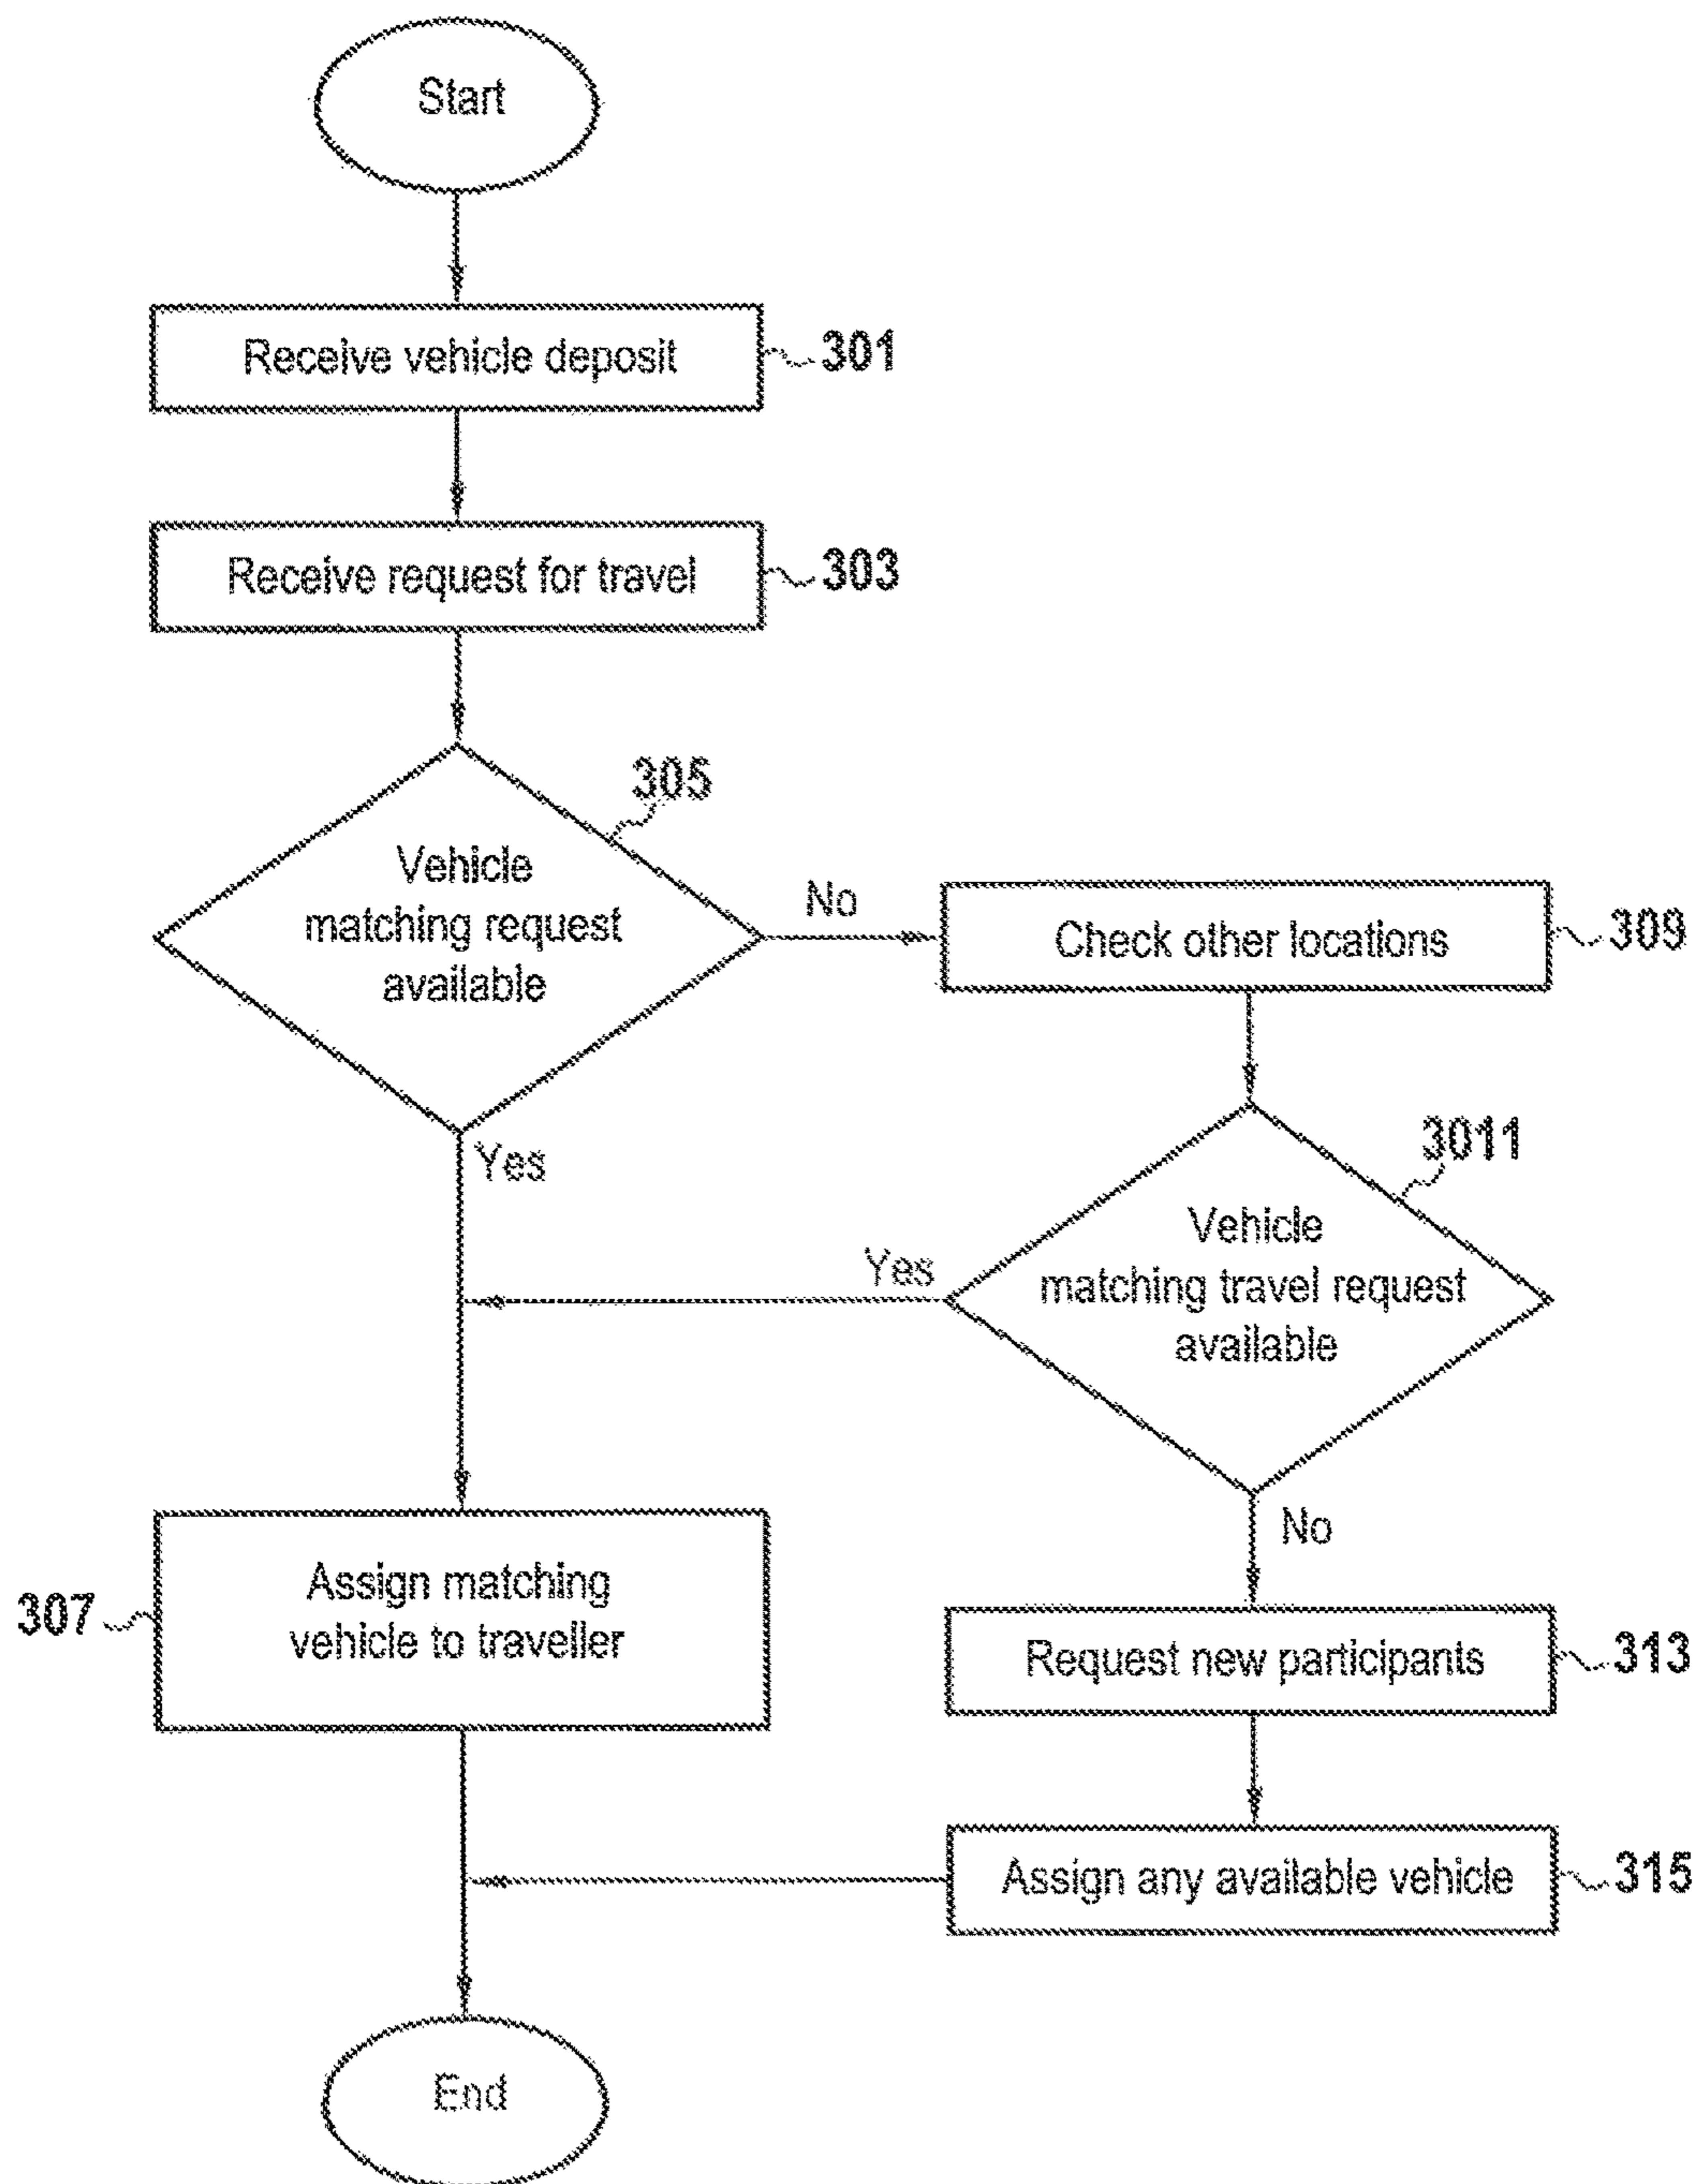 Start
Receive vehicle deposit
301
Receive request for travel
303
305
Vehicle
matching request
available
No
Check other locations
309
Yes
3011
Vehicle
matching travel request
available
Yes
No
Assign matching
vehicle to traveller
307
Request new participants
313
Assign any available vehicle
315
End